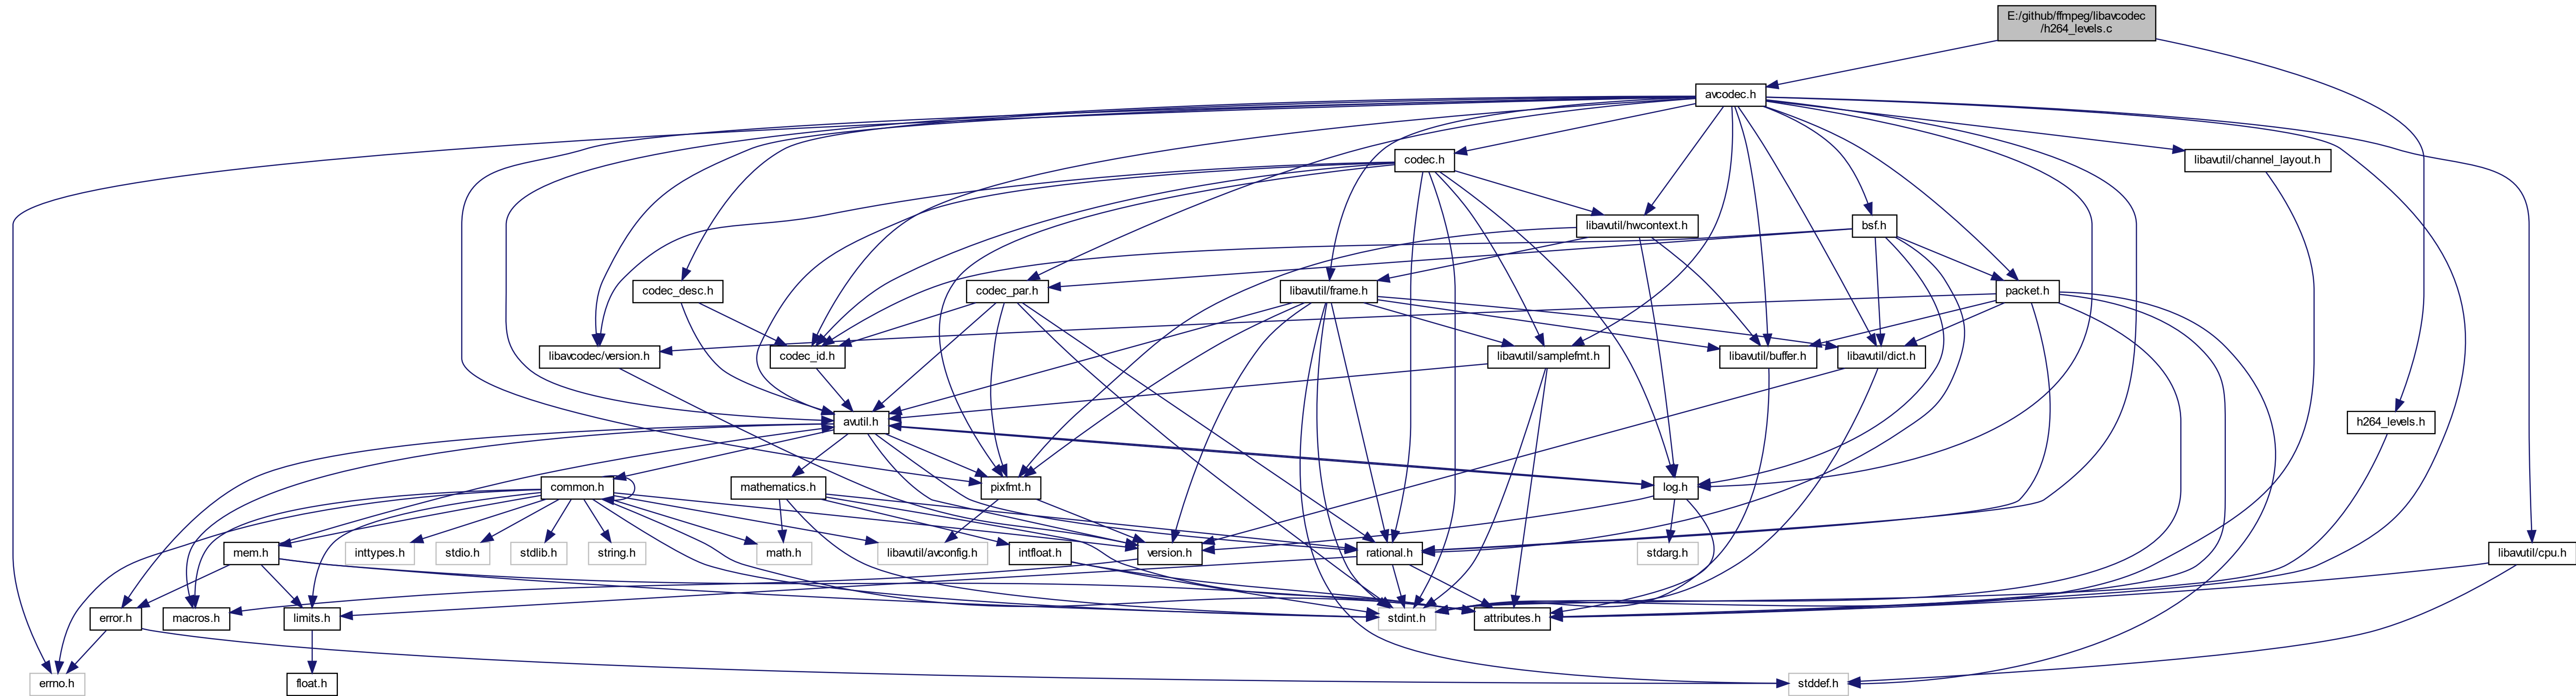 E:/github/ffmpeg/libavcodec
/h264_levels.c
avcodec.h
codec.h
libavutil/channel_layout.h
libavutil/hwcontext.h
bsf.h
codec_desc.h
codec_par.h
libavutil/frame.h
packet.h
libavcodec/version.h
codec_id.h
libavutil/samplefmt.h
libavutil/buffer.h
libavutil/dict.h
avutil.h
h264_levels.h
common.h
mathematics.h
pixfmt.h
log.h
mem.h
inttypes.h
stdio.h
stdlib.h
string.h
math.h
libavutil/avconfig.h
version.h
intfloat.h
rational.h
stdarg.h
libavutil/cpu.h
error.h
macros.h
limits.h
stdint.h
attributes.h
errno.h
float.h
stddef.h